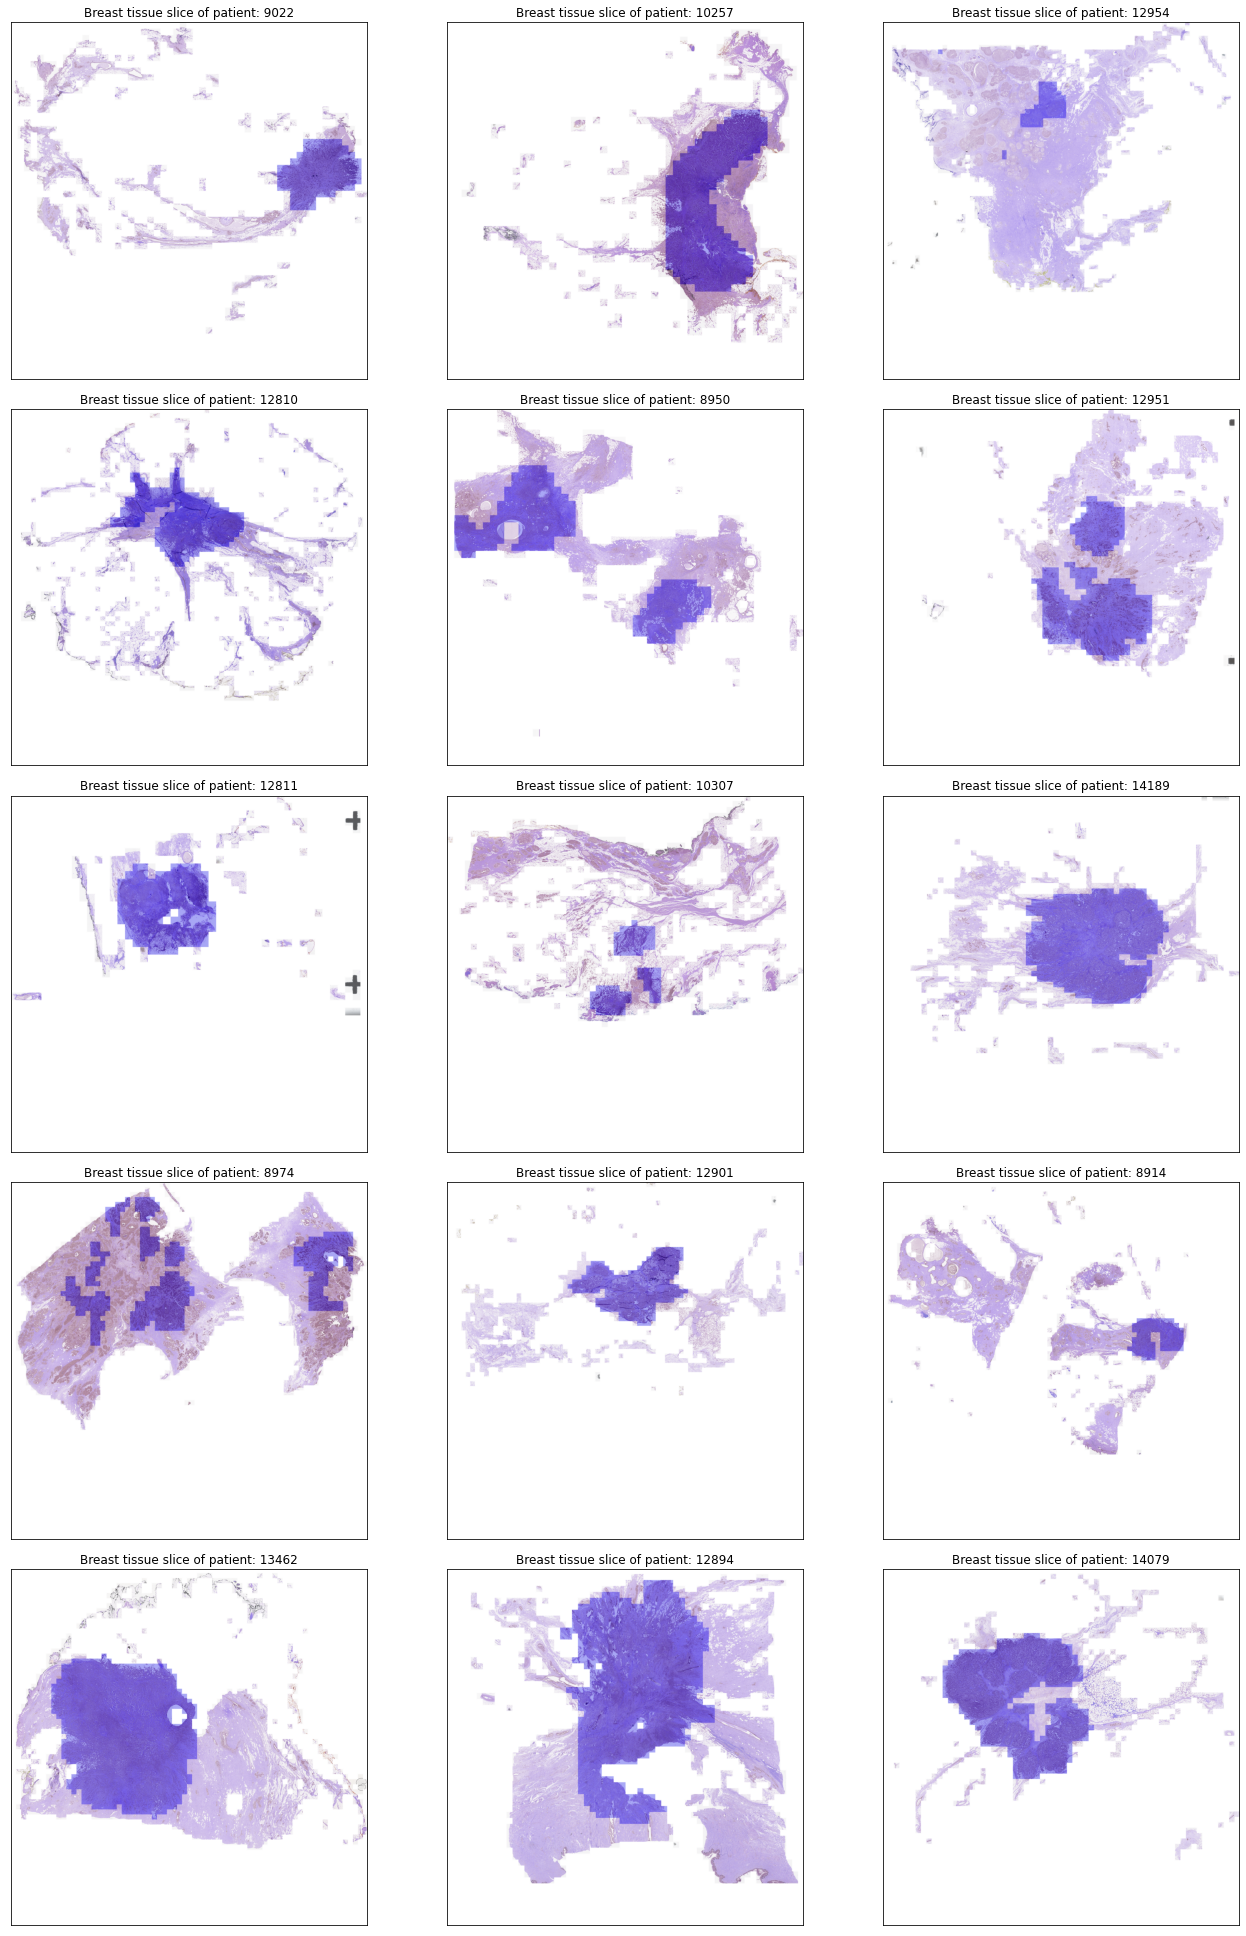 Breast tissue slice of patient: 9022
Breast tissue slice of patient: 10257
Breast tissue slice of patient: 12954
Breast tissue slice of patient: 12810
Breast tissue slice of patient: 8950
Breast tissue slice of patient: 12951
Breast tissue slice of patient: 12811
Breast tissue slice of patient: 10307
Breast tissue slice of patient: 14189
Breast tissue slice of patient: 8974
Breast tissue slice of patient: 12901
Breast tissue slice of patient: 8914
Breast tissue slice of patient: 13462
Breast tissue slice of patient: 12894
Breast tissue slice of patient: 14079